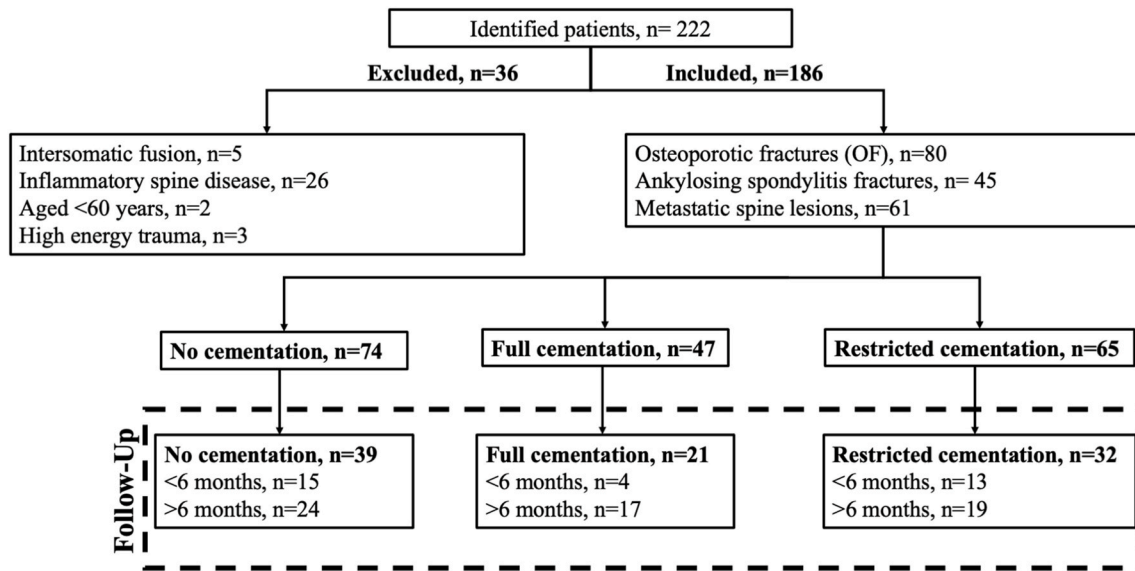 Identified patients, n= 222
Excluded, n=36
Included, n=186
Intersomatic fusion, n=5
Inflammatory spine disease, n=26
Aged <60 years, n=2
High energy trauma, n=3
Osteoporotic fractures (OF), n=80
Ankylosing spondylitis fractures, n= 45
Metastatic spine lesions, n=61
No cementation, n=74
Full cementation, n=47
Restricted cementation, n=65
Follow-Up
No cementation, n=39
<6 months, n=15
>6 months, n=24
Full cementation, n=21
<6 months, n=4
>6 months, n=17
Restricted cementation, n=32
<6 months, n=13
>6 months, n=19